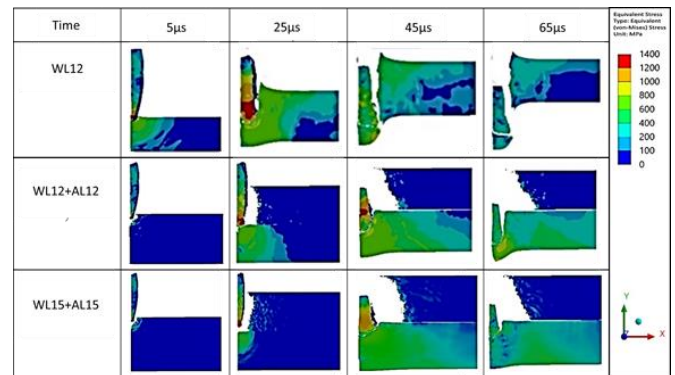 Time
5µs
25µs
45µs
65µs
Equivalent Stress
Type: Equivalent
(von-Mises) Stress
Unit: MPa
1400
1200
1000
800
600
400
200
100
0
WL12
WL12+AL12
WL15+AL15
Y
X